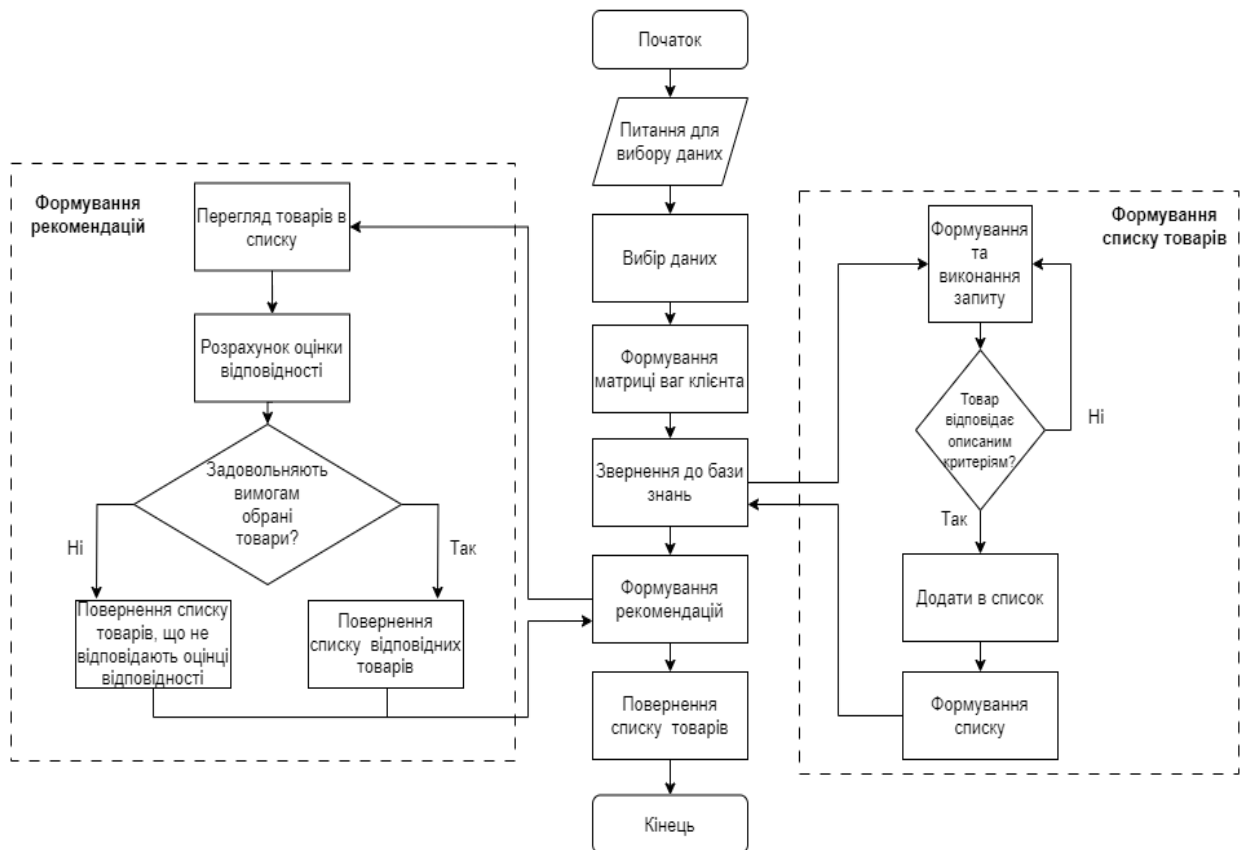 Початок
Питання для
вибору даних
Вибір даних
Формування
матриці ваг клієнта
Звернення до бази
знань
Формування
рекомендацій
Повернення
списку товарів
Кінець
Формування
рекомендацій
Перегляд товарів в
списку
Розрахунок оцінки
відповідності
Задовольняють
вимогам
обрані
товари?
Ні
Так
Повернення списку
товарів, що не
відповідають оцінці
відповідності
Повернення
списку відповідних
товарів
Формування
списку товарів
Формування
та
виконання
запиту
Товар
відповідає
описаним
критеріям?
Ні
Так
Додати в список
Формування
списку